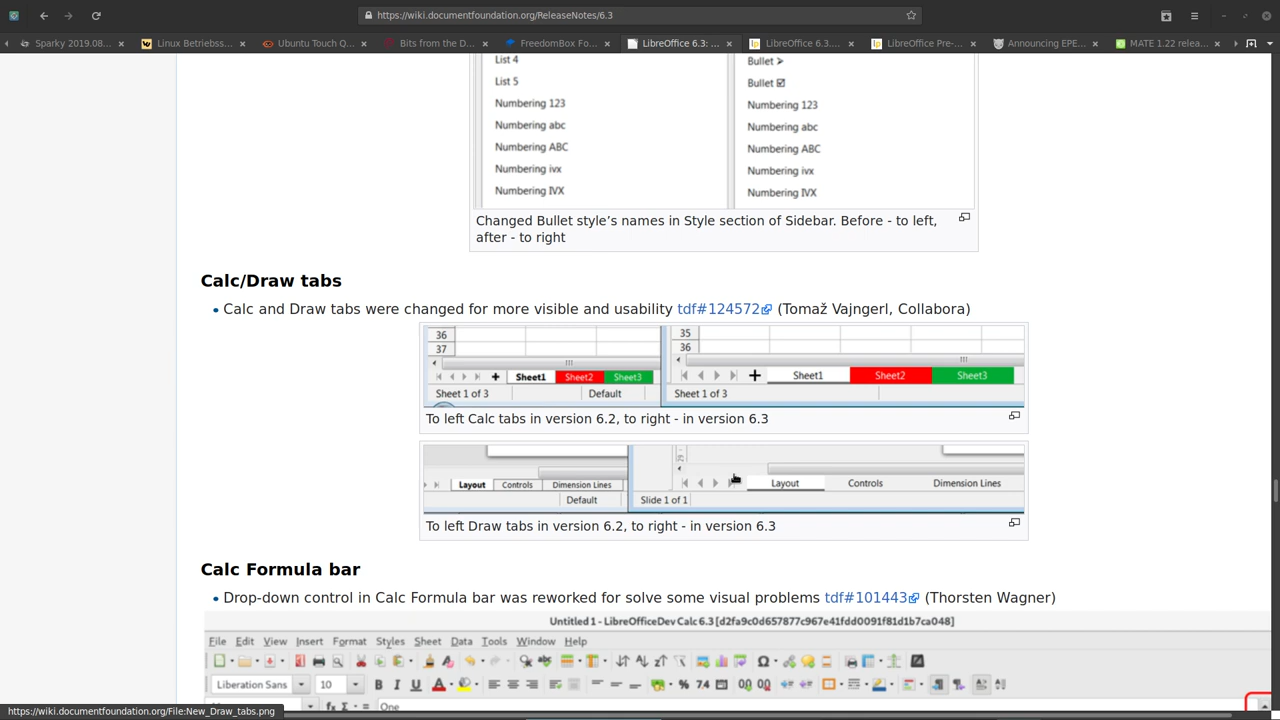 https://wiki.documentfoundation.org/ReleaseNotes/6.3
Sparky 2019.08... × Linux Betriebss... × Ubuntu Touch Q... × Bits from the D... × FreedomBox Fo... × LibreOffice 6.3: ... × LibreOffice 6.3.... × LibreOffice Pre-... × Announcing EPE... × MATE 1.22 relea... ×
List 4
Bullet ➢
List 5
Bullet ☑
Numbering 123
Numbering 123
Numbering abc
Numbering abc
Numbering ABC
Numbering ABC
Numbering ivx
Numbering ivx
Numbering IVX
Numbering IVX
Changed Bullet style’s names in Style section of Sidebar. Before - to left,
after - to right
Calc/Draw tabs
• Calc and Draw tabs were changed for more visible and usability tdf#124572 (Tomaž Vajngerl, Collabora)
36
37
35
36
Sheet1 Sheet2 Sheet3
Sheet1 Sheet2 Sheet3
Sheet 1 of 3 Default
Sheet 1 of 3
To left Calc tabs in version 6.2, to right - in version 6.3
29
Layout Controls Dimension Lines
Layout Controls Dimension Lines
Default
Slide 1 of 1
To left Draw tabs in version 6.2, to right - in version 6.3
Calc Formula bar
• Drop-down control in Calc Formula bar was reworked for solve some visual problems tdf#101443 (Thorsten Wagner)
Untitled 1 - LibreOfficeDev Calc 6.3 [d2fa9c0d657877c967e41fdd0091f81d1b7ca048]
File Edit View Insert Format Styles Sheet Data Tools Window Help
Liberation Sans 10
One
https://wiki.documentfoundation.org/File:New_Draw_tabs.png